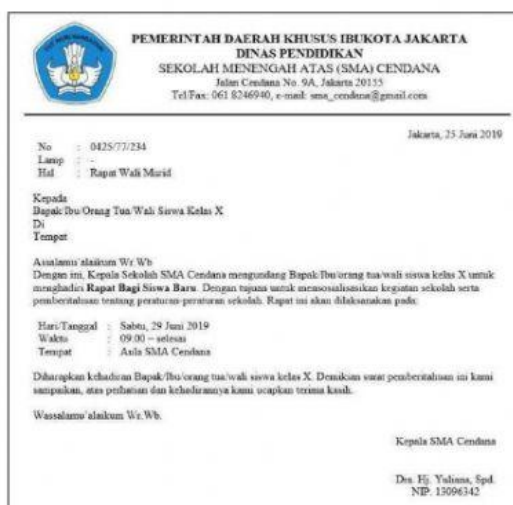 PEMERINTAH DAERAH KHUSUS IBUKOTA JAKARTA
DINAS PENDIDIKAN
SEKOLAH MENENGAH ATAS (SMA) CENDANA
Jalan Cendana No. 9A, Jakarta 20155
Tel/Fax: 061 8246940, e-mail: sma_cendana@gmail.com
Jakarta, 25 Juni 2019
No : 0425/77/234
Lamp : -
Hal : Rapat Wali Murid
Kepada
Bapak/Ibu/Orang Tua/Wali Siswa Kelas X
Di
Tempat
Assalamu'alaikum Wr.Wb
Dengan ini, Kepala Sekolah SMA Cendana mengundang Bapak/Ibu/orang tua/wali siswa kelas X untuk
menghadiri Rapat Bagi Siswa Baru. Dengan tujuan untuk mensosialisasikan kegiatan sekolah serta
pemberitahuan tentang peraturan-peraturan sekolah. Rapat ini akan dilaksanakan pada:
Hari/Tanggal : Sabtu, 29 Juni 2019
Waktu : 09.00 – selesai
Tempat : Aula SMA Cendana
Diharapkan kehadiran Bapak/Ibu/orang tua/wali siswa kelas X. Demikian surat pemberitahuan ini kami
sampaikan, atas perhatian dan kehadirannya kami ucapkan terima kasih.
Wassalamu'alaikum Wr.Wb.
Kepala SMA Cendana
Drs. Hj. Yuliana, Spd.
NIP. 13096342